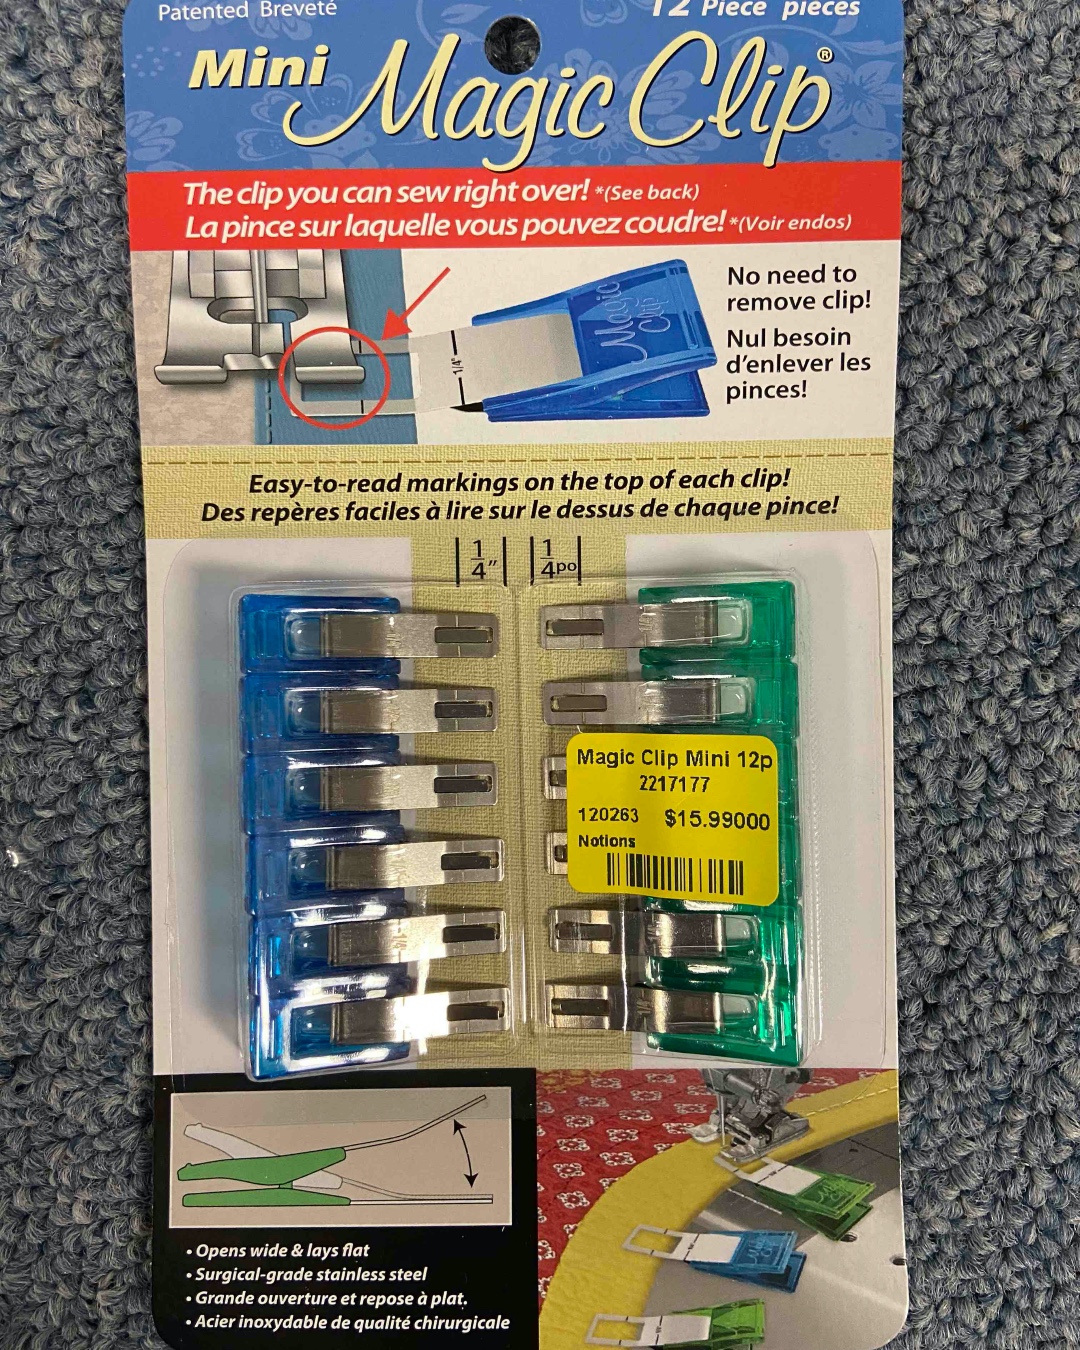 Patented Breveté
12 Piece pièces
Mini Magic Clip®
The clip you can sew right over! *(See back)
La pince sur laquelle vous pouvez coudre! *(Voir endos)
No need to
remove clip!
Nul besoin
d'enlever les
pinces!
Magic
Clip
1/4"
Easy-to-read markings on the top of each clip!
Des repères faciles à lire sur le dessus de chaque pince!
1/4" 1/4 po
Magic Clip Mini 12p
2217177
120263 $15.99000
Notions
• Opens wide & lays flat
• Surgical-grade stainless steel
• Grande ouverture et repose à plat.
• Acier inoxydable de qualité chirurgicale